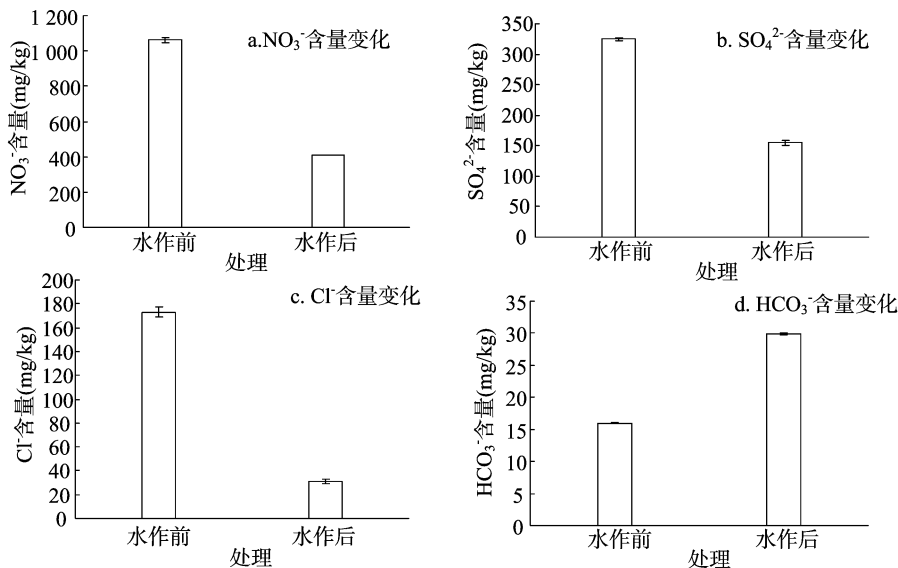 a.NO₃⁻含量变化
NO₃⁻含量(mg/kg)
1 200
1 000
800
600
400
200
0
水作前
水作后
处理
b. SO₄²⁻含量变化
SO₄²⁻含量(mg/kg)
350
300
250
200
150
100
50
0
水作前
水作后
处理
c. Cl⁻含量变化
Cl⁻含量(mg/kg)
200
180
160
140
120
100
80
60
40
20
0
水作前
水作后
处理
d. HCO₃⁻含量变化
HCO₃⁻含量(mg/kg)
35
30
25
20
15
10
5
0
水作前
水作后
处理